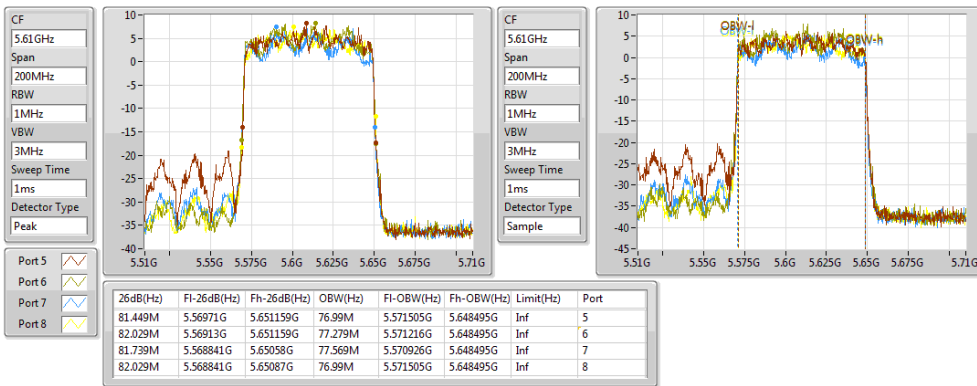 CF
5.61GHz
Span
200MHz
RBW
1MHz
VBW
3MHz
Sweep Time
1ms
Detector Type
Peak
10
5
0
-5
-10
-15
-20
-25
-30
-35
-40
5.51G 5.55G 5.575G 5.6G 5.625G 5.65G 5.71G
CF
5.61GHz
Span
200MHz
RBW
1MHz
VBW
3MHz
Sweep Time
1ms
Detector Type
Sample
10
5
0
-5
-10
-15
-20
-25
-30
-35
-40
-45
OBW-l
OBW-h
5.51G 5.55G 5.575G 5.6G 5.625G 5.65G 5.71G
Port 5
Port 6
Port 7
Port 8
26dB(Hz) Fl-26dB(Hz) Fh-26dB(Hz) OBW(Hz) Fl-OBW(Hz) Fh-OBW(Hz) Limit(Hz) Port
81.449M 5.56971G 5.651159G 76.99M 5.571505G 5.648495G Inf 5
82.029M 5.56913G 5.651159G 77.279M 5.571216G 5.648495G Inf 6
81.739M 5.568841G 5.65058G 77.569M 5.570926G 5.648495G Inf 7
82.029M 5.568841G 5.65087G 76.99M 5.571505G 5.648495G Inf 8